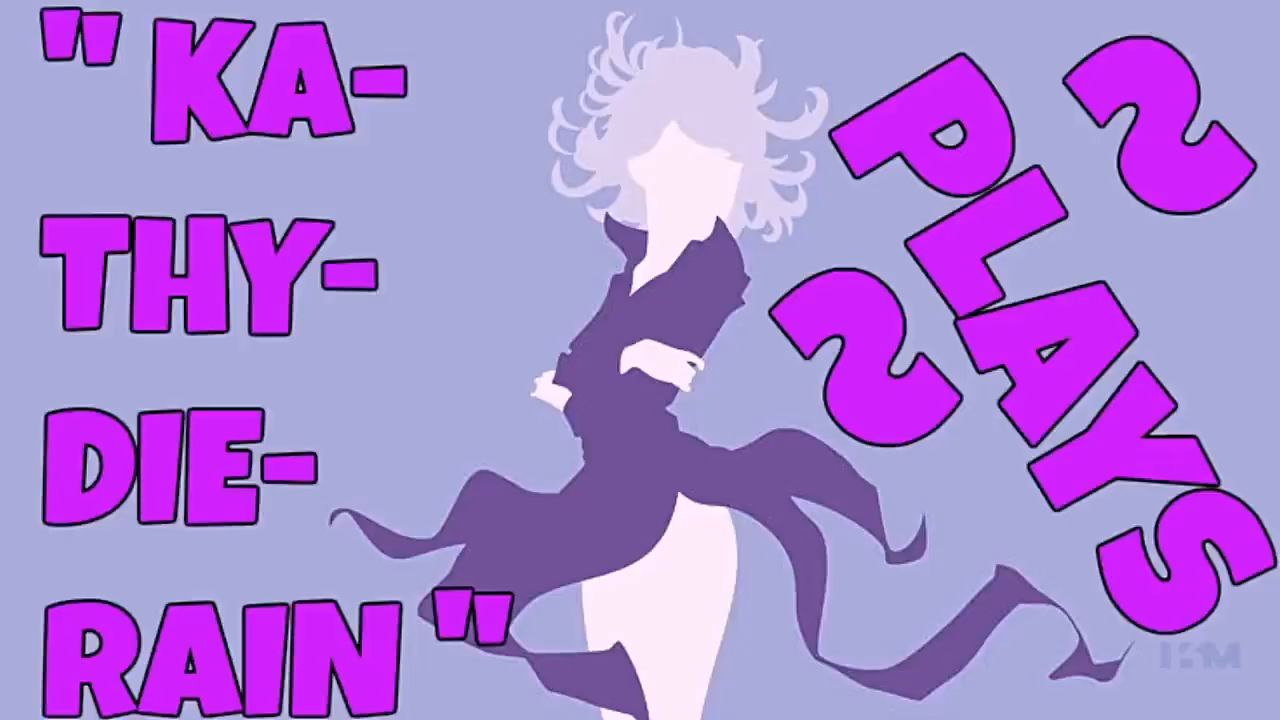 " KA-
THY-
DIE-
RAIN "
~
PLAYS
~